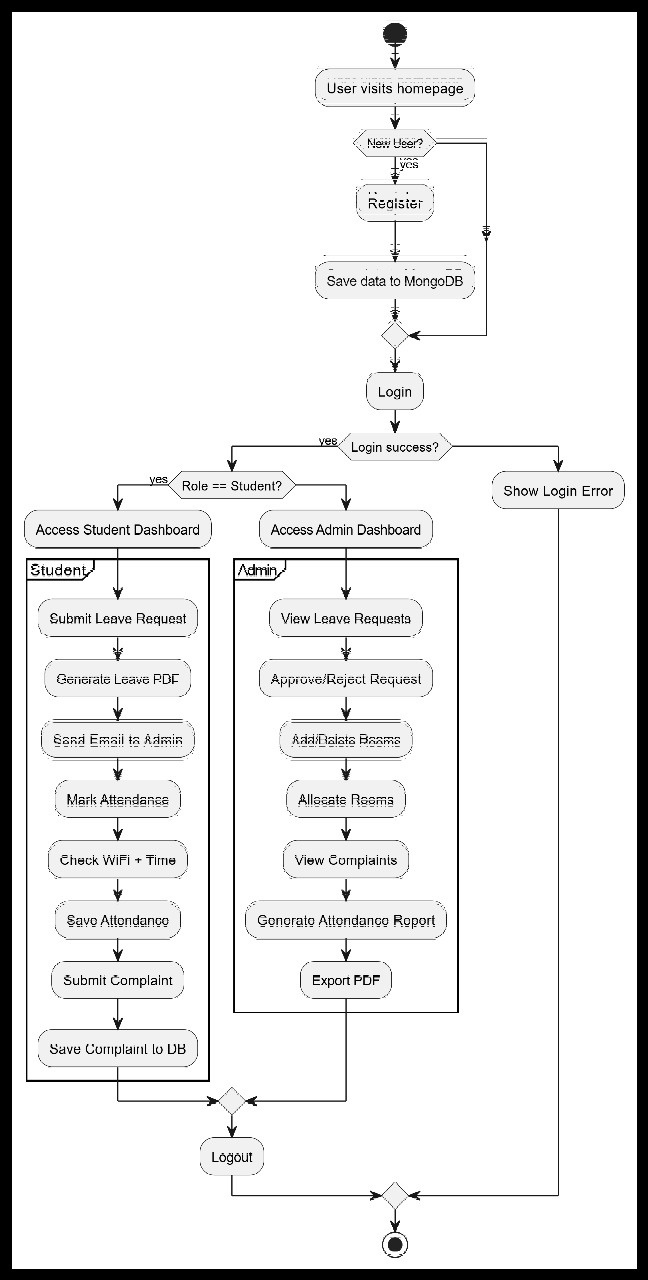 User visits homepage
New User?
yes
Register
Save data to MongoDB
Login
yes
Login success?
yes
Role == Student?
Show Login Error
Access Student Dashboard
Access Admin Dashboard
Student
Admin
Submit Leave Request
View Leave Requests
Generate Leave PDF
Approve/Reject Request
Send Email to Admin
Add/Delete Rooms
Mark Attendance
Allocate Rooms
Check WiFi + Time
View Complaints
Save Attendance
Generate Attendance Report
Submit Complaint
Export PDF
Save Complaint to DB
Logout